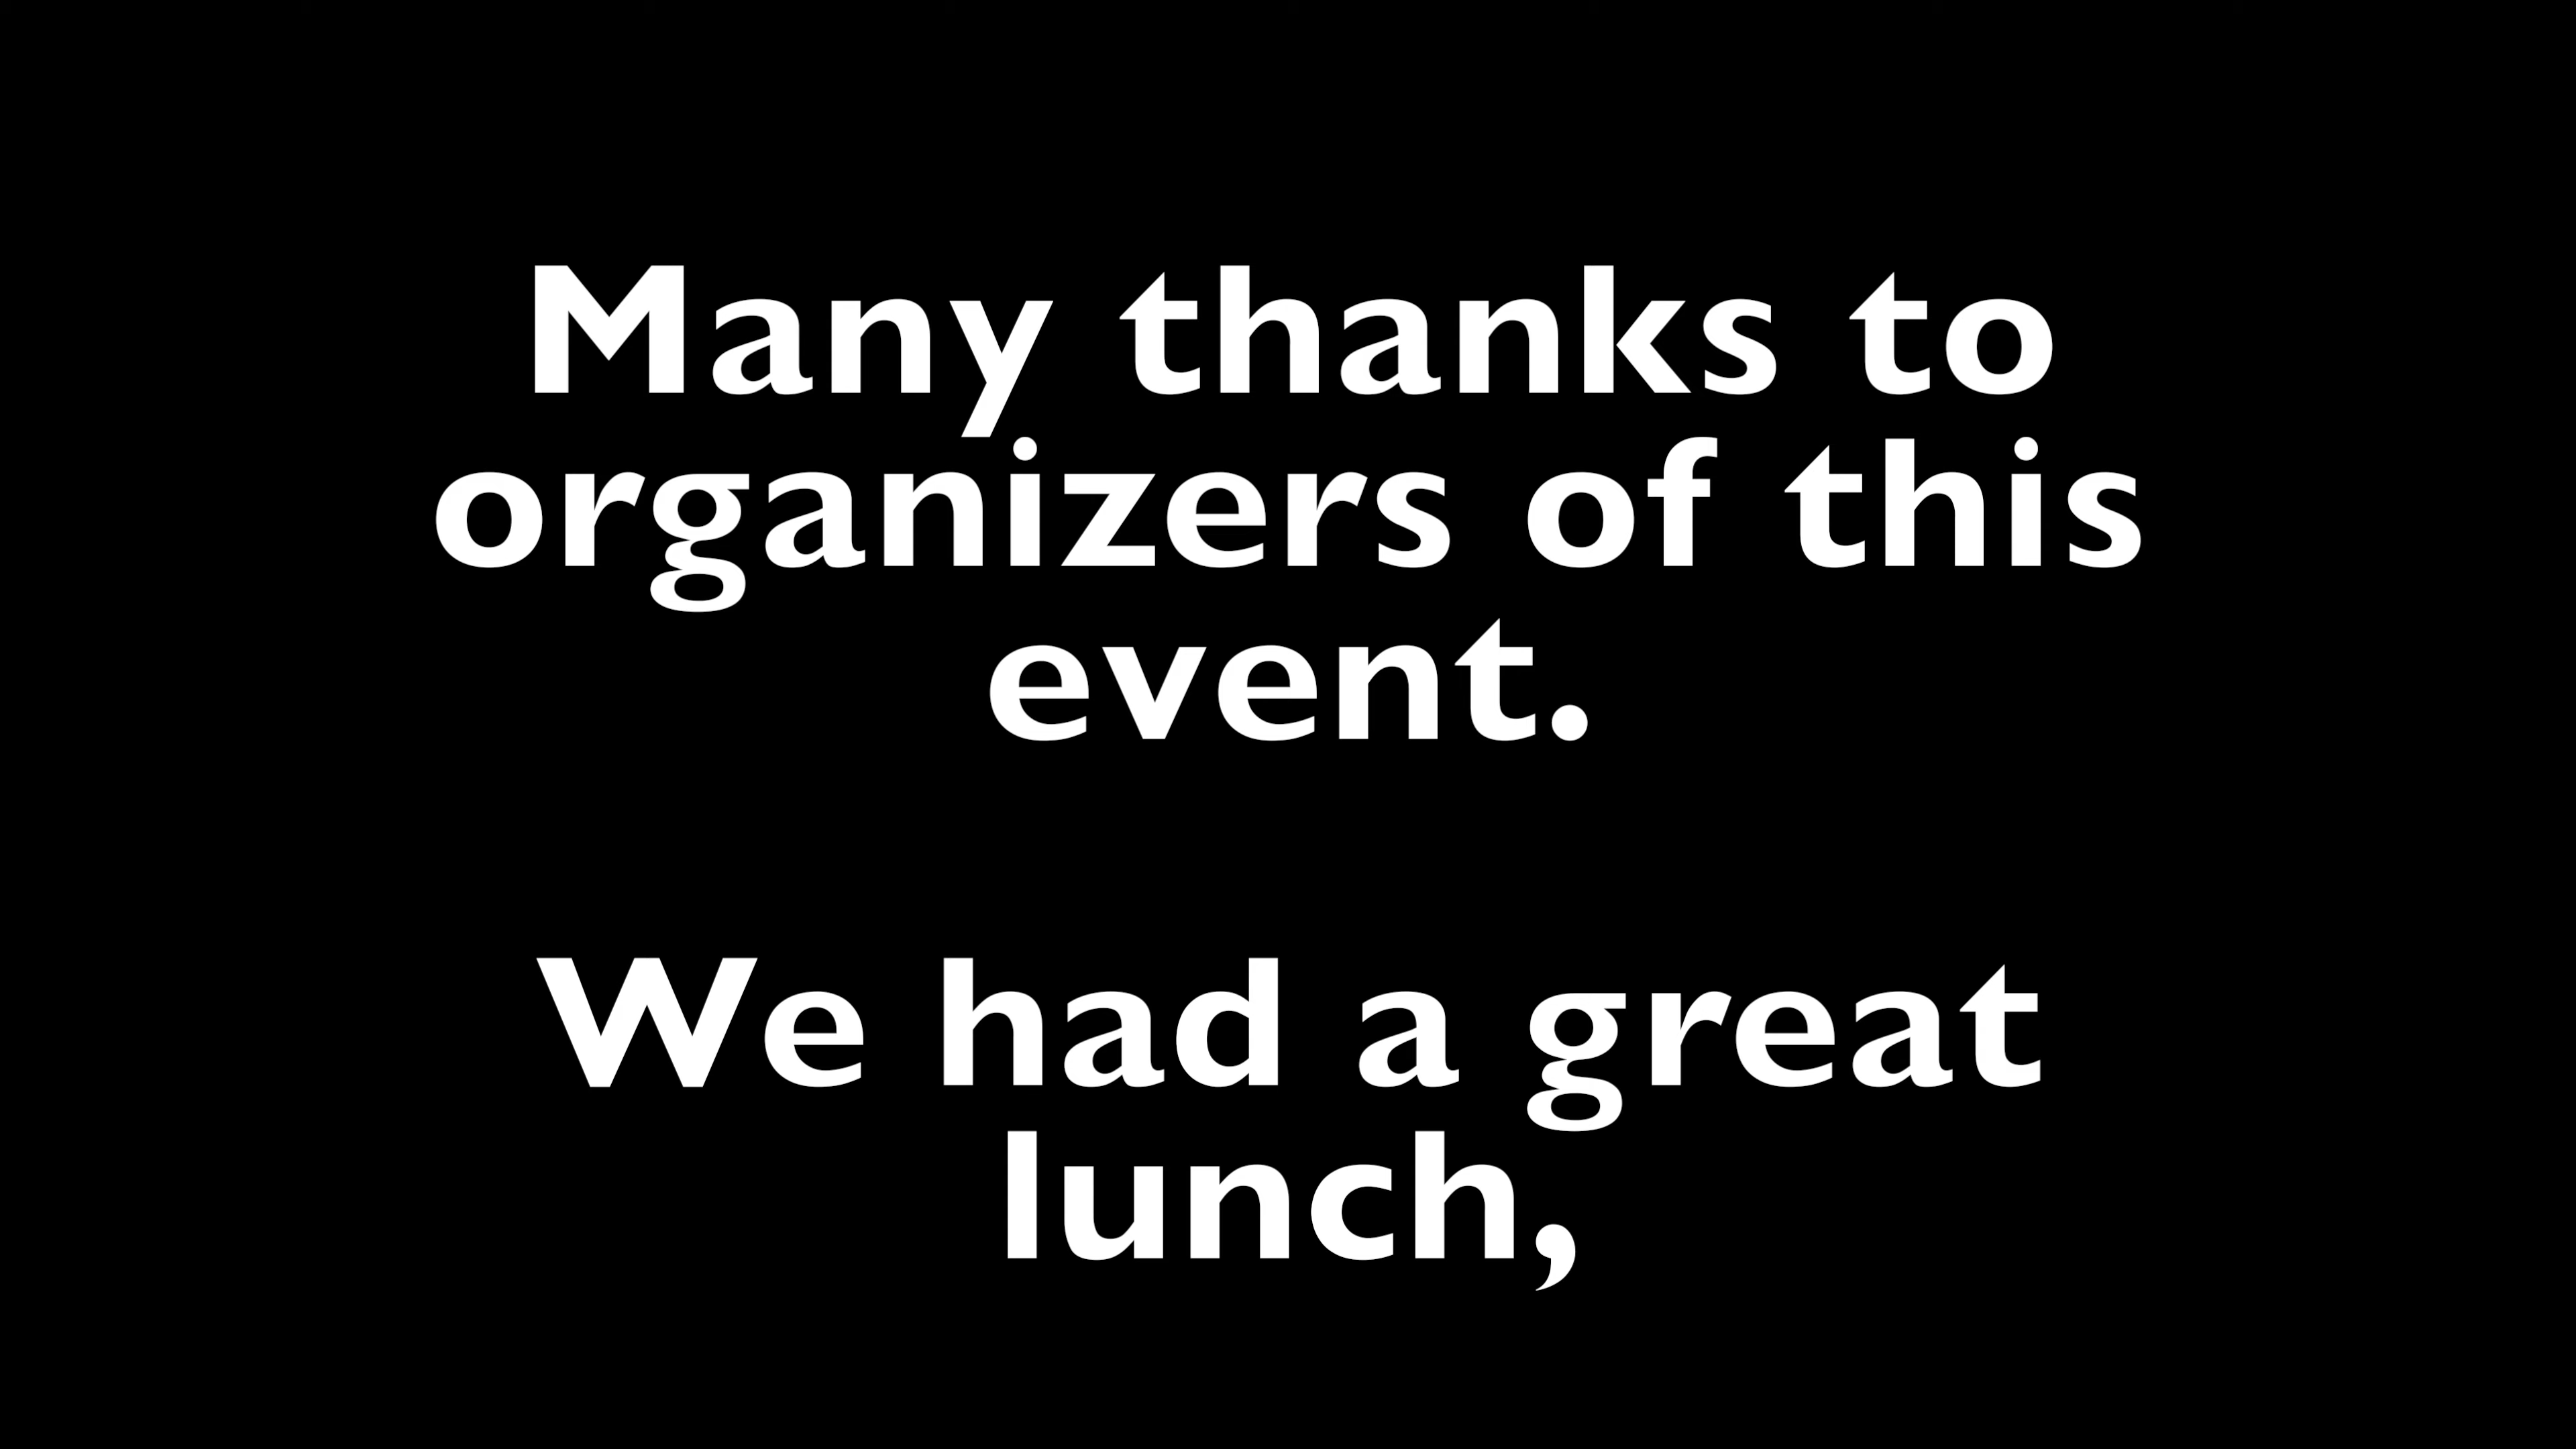 Many thanks to
organizers of this
event.
We had a great
lunch,